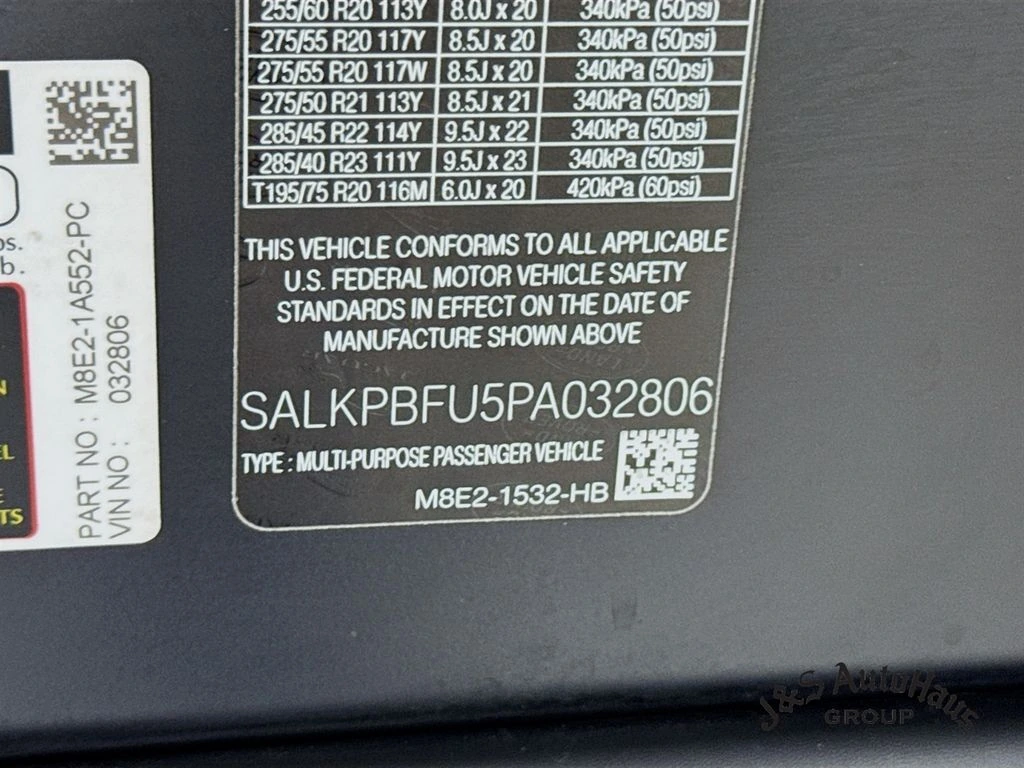 255/60 R20 113Y 8.0J x 20 340kPa (50psi)
275/55 R20 117Y 8.5J x 20 340kPa (50psi)
275/55 R20 117W 8.5J x 20 340kPa (50psi)
275/50 R21 113Y 8.5J x 21 340kPa (50psi)
285/45 R22 114Y 9.5J x 22 340kPa (50psi)
285/40 R23 111Y 9.5J x 23 340kPa (50psi)
T195/75 R20 116M 6.0J x 20 420kPa (60psi)
THIS VEHICLE CONFORMS TO ALL APPLICABLE
U.S. FEDERAL MOTOR VEHICLE SAFETY
STANDARDS IN EFFECT ON THE DATE OF
MANUFACTURE SHOWN ABOVE
SALKPBFU5PA032806
TYPE : MULTI-PURPOSE PASSENGER VEHICLE
M8E2-1532-HB
PART NO : M8E2-1A552-PC
VIN NO : 032806
J&S AutoHaus
GROUP